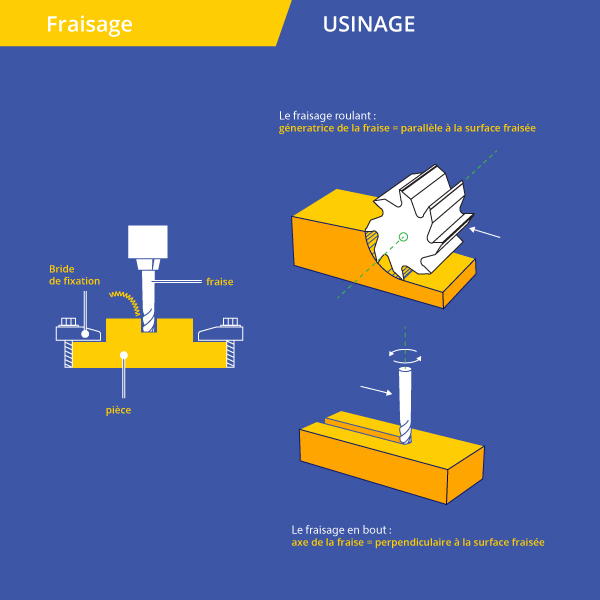 Fraisage
USINAGE
Le fraisage roulant :
géneratrice de la fraise = parallèle à la surface fraisée
Bride
de fixation
fraise
pièce
Le fraisage en bout :
axe de la fraise = perpendiculaire à la surface fraisée